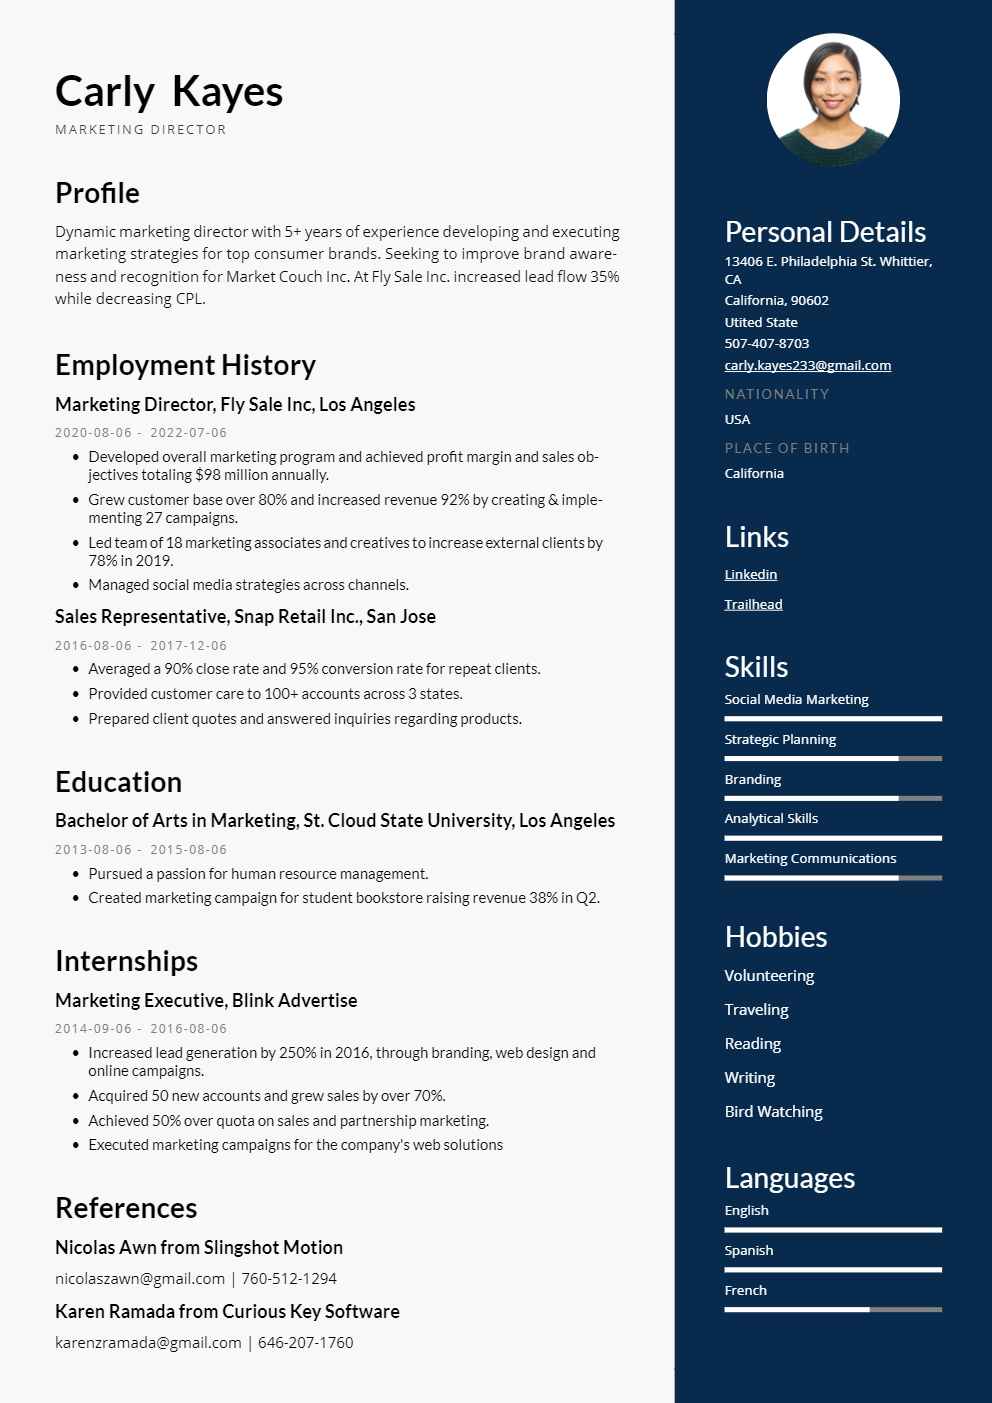 Carly Kayes
MARKETING DIRECTOR
Profile
Dynamic marketing director with 5+ years of experience developing and executing
marketing strategies for top consumer brands. Seeking to improve brand aware-
ness and recognition for Market Couch Inc. At Fly Sale Inc. increased lead flow 35%
while decreasing CPL.
Employment History
Marketing Director, Fly Sale Inc, Los Angeles
2020-08-06 - 2022-07-06
• Developed overall marketing program and achieved profit margin and sales ob-
jectives totaling $98 million annually.
• Grew customer base over 80% and increased revenue 92% by creating & imple-
menting 27 campaigns.
• Led team of 18 marketing associates and creatives to increase external clients by
78% in 2019.
• Managed social media strategies across channels.
Sales Representative, Snap Retail Inc., San Jose
2016-08-06 - 2017-12-06
• Averaged a 90% close rate and 95% conversion rate for repeat clients.
• Provided customer care to 100+ accounts across 3 states.
• Prepared client quotes and answered inquiries regarding products.
Education
Bachelor of Arts in Marketing, St. Cloud State University, Los Angeles
2013-08-06 - 2015-08-06
• Pursued a passion for human resource management.
• Created marketing campaign for student bookstore raising revenue 38% in Q2.
Internships
Marketing Executive, Blink Advertise
2014-09-06 - 2016-08-06
• Increased lead generation by 250% in 2016, through branding, web design and
online campaigns.
• Acquired 50 new accounts and grew sales by over 70%.
• Achieved 50% over quota on sales and partnership marketing.
• Executed marketing campaigns for the company's web solutions
References
Nicolas Awn from Slingshot Motion
nicolaszawn@gmail.com | 760-512-1294
Karen Ramada from Curious Key Software
karenzramada@gmail.com | 646-207-1760
Personal Details
13406 E. Philadelphia St. Whittier,
CA
California, 90602
Utited State
507-407-8703
carly.kayes233@gmail.com
NATIONALITY
USA
PLACE OF BIRTH
California
Links
Linkedin
Trailhead
Skills
Social Media Marketing
Strategic Planning
Branding
Analytical Skills
Marketing Communications
Hobbies
Volunteering
Traveling
Reading
Writing
Bird Watching
Languages
English
Spanish
French